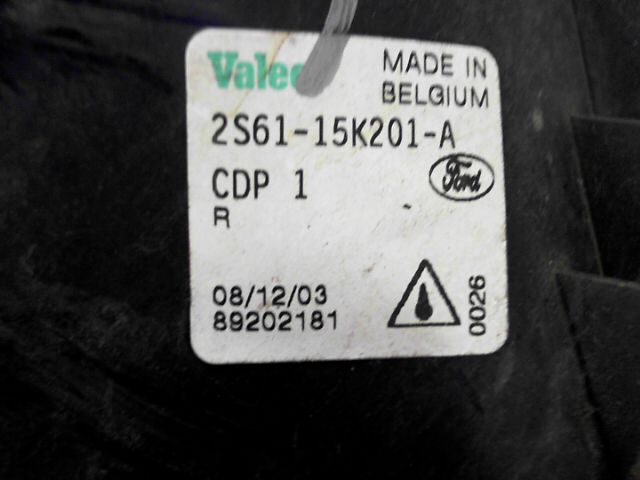 Valeo
MADE IN
BELGIUM
2S61-15K201-A
CDP 1
Ford
R
08/12/03
89202181
0026